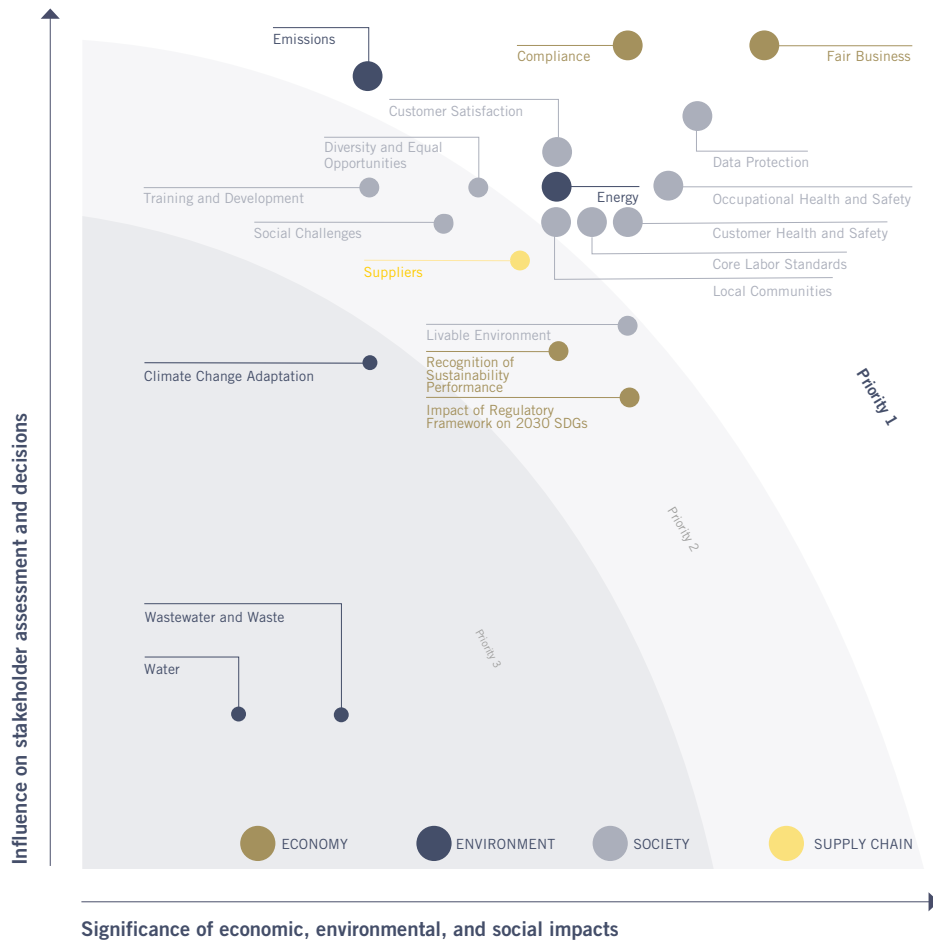 Emissions
Compliance
Fair Business
Customer Satisfaction
Diversity and Equal
Opportunities
Data Protection
Training and Development
Energy
Occupational Health and Safety
Social Challenges
Customer Health and Safety
Suppliers
Core Labor Standards
Local Communities
Livable Environment
Recognition of
Sustainability
Performance
Climate Change Adaptation
Impact of Regulatory
Framework on 2030 SDGs
Priority 1
Priority 2
Priority 3
Wastewater and Waste
Water
Influence on stakeholder assessment and decisions
ECONOMY
ENVIRONMENT
SOCIETY
SUPPLY CHAIN
Significance of economic, environmental, and social impacts